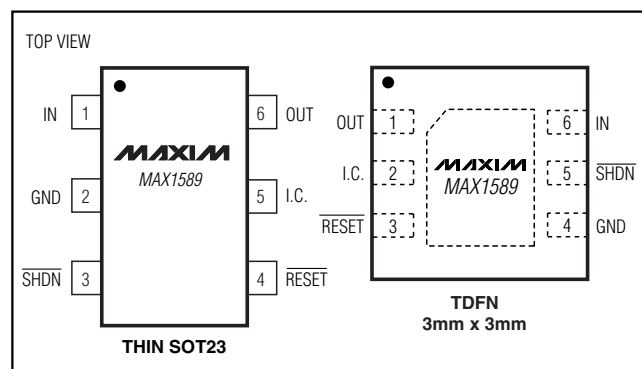 TOP VIEW
IN 1
6 OUT
MAXIM
MAX1589
GND 2
5 I.C.
SHDN 3
4 RESET
THIN SOT23
OUT 1
6 IN
MAXIM
MAX1589
I.C. 2
5 SHDN
RESET 3
4 GND
TDFN
3mm x 3mm